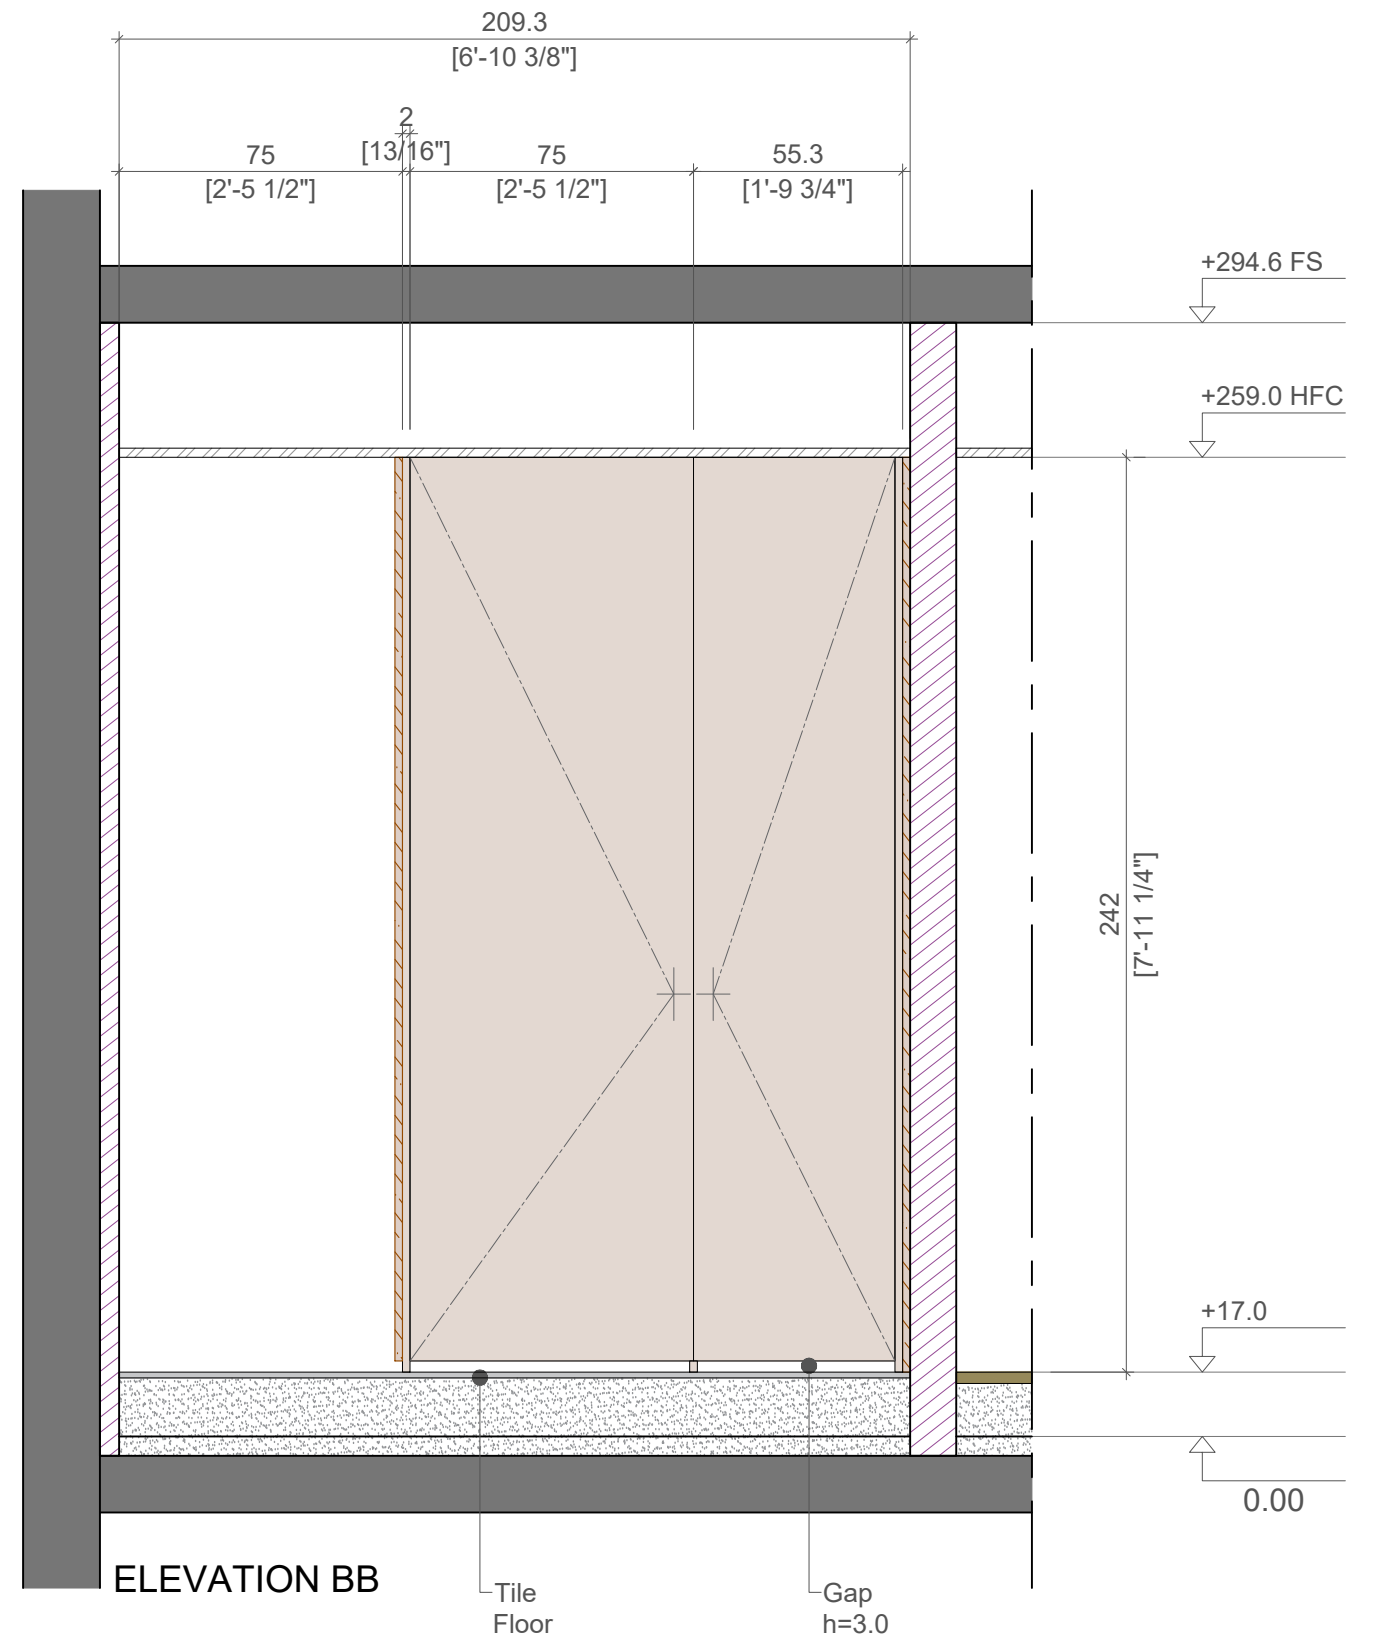 209.3
[6'-10 3/8"]
2
[13/16"]
75
[2'-5 1/2"]
75
[2'-5 1/2"]
55.3
[1'-9 3/4"]
+294.6 FS
+259.0 HFC
242
[7'-11 1/4"]
+17.0
0.00
ELEVATION BB
Tile
Floor
Gap
h=3.0